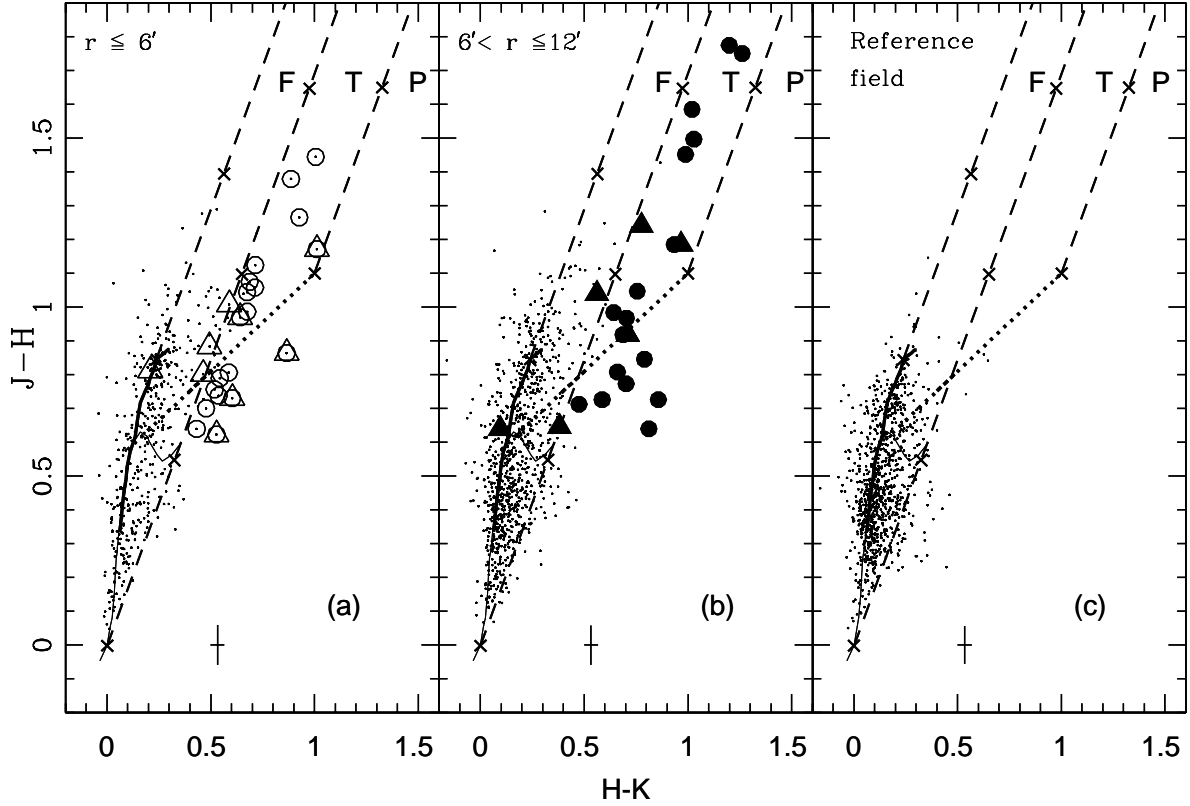 r ≦ 6′
6′< r ≦12′
Reference
field
F T P
F T P
F T P
J−H
1.5
1
0.5
0
(a)
(b)
(c)
0 0.5 1 1.5
0 0.5 1 1.5
0 0.5 1 1.5
H-K